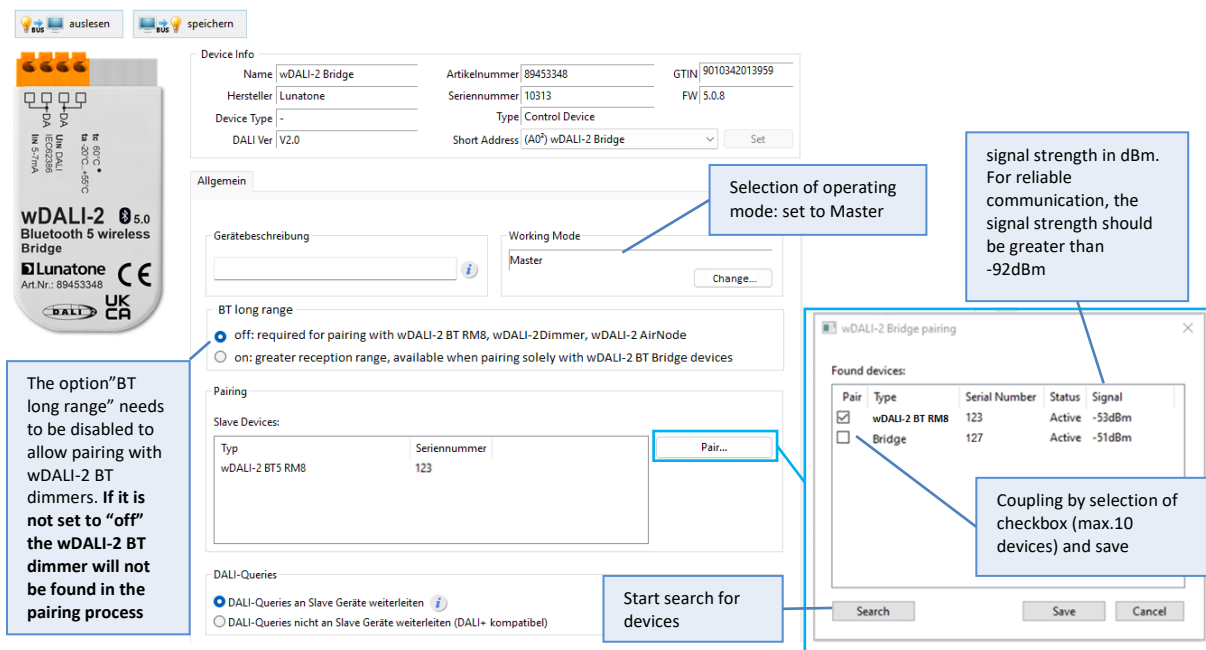 auslesen
speichern
DA
DA
IN 5-7mA
IEC62386
UIN DALI
ta -20°C...+55°C
tc 60°C
wDALI-2 5.0
Bluetooth 5 wireless
Bridge
Lunatone CE
Art.Nr.: 89453348
DALI
UK
CA
Device Info
Name wDALI-2 Bridge Artikelnummer 89453348 GTIN 9010342013959
Hersteller Lunatone Seriennummer 10313 FW 5.0.8
Device Type - Type Control Device
DALI Ver V2.0 Short Address (A0²) wDALI-2 Bridge Set
Allgemein
Gerätebeschreibung
Working Mode
Master
Change...
Selection of operating
mode: set to Master
signal strength in dBm.
For reliable
communication, the
signal strength should
be greater than
-92dBm
BT long range
off: required for pairing with wDALI-2 BT RM8, wDALI-2Dimmer, wDALI-2 AirNode
on: greater reception range, available when pairing solely with wDALI-2 BT Bridge devices
The option”BT
long range” needs
to be disabled to
allow pairing with
wDALI-2 BT
dimmers. If it is
not set to “off”
the wDALI-2 BT
dimmer will not
be found in the
pairing process
Pairing
Slave Devices:
Typ Seriennummer
wDALI-2 BT5 RM8 123
Pair...
wDALI-2 Bridge pairing
Found devices:
Pair Type Serial Number Status Signal
wDALI-2 BT RM8 123 Active -53dBm
Bridge 127 Active -51dBm
Coupling by selection of
checkbox (max.10
devices) and save
Search Save Cancel
DALI-Queries
DALI-Queries an Slave Geräte weiterleiten
DALI-Queries nicht an Slave Geräte weiterleiten (DALI+ kompatibel)
Start search for
devices